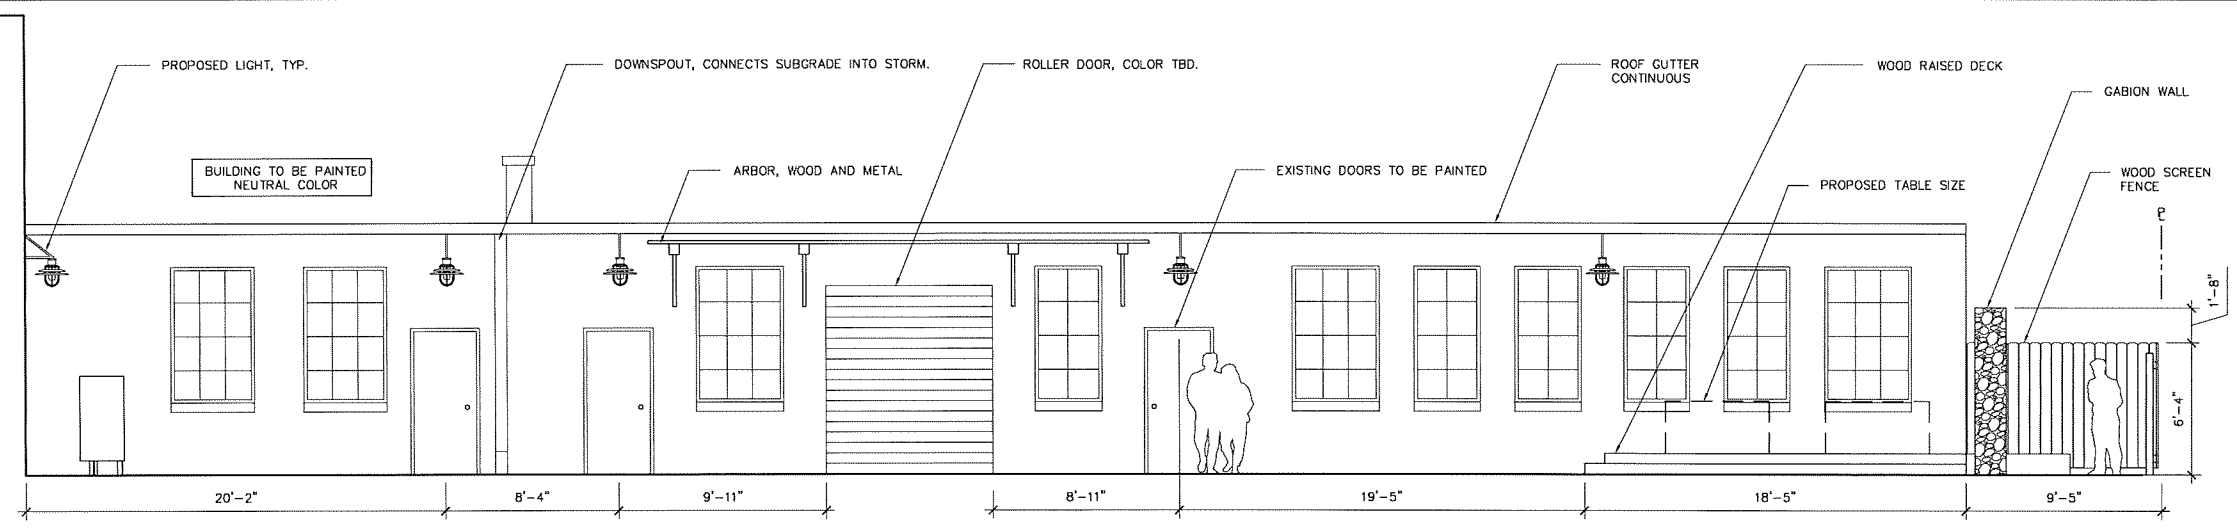 PROPOSED LIGHT, TYP.
DOWNSPOUT, CONNECTS SUBGRADE INTO STORM.
ROLLER DOOR, COLOR TBD.
ROOF GUTTER
CONTINUOUS
WOOD RAISED DECK
GABION WALL
BUILDING TO BE PAINTED
NEUTRAL COLOR
ARBOR, WOOD AND METAL
EXISTING DOORS TO BE PAINTED
PROPOSED TABLE SIZE
WOOD SCREEN
FENCE
1'-8"
6'-4"
20'-2"
8'-4"
9'-11"
8'-11"
19'-5"
18'-5"
9'-5"